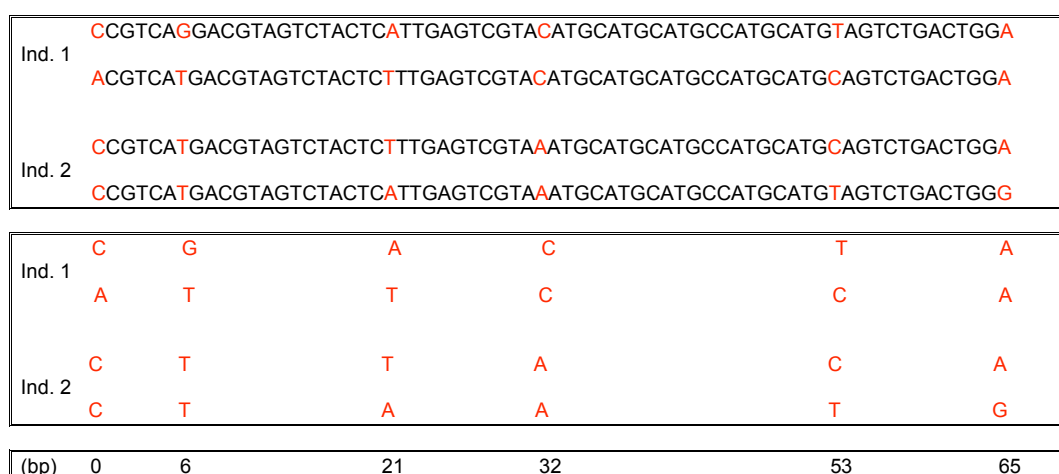 CCGTCAGGACGTAGTCTACTCATTGAGTCGTACATGCATGCATGCCATGCATGTAGTCTGACTGGA
Ind. 1
ACGTCATGACGTAGTCTACTCTTTGAGTCGTACATGCATGCATGCCATGCATGCAGTCTGACTGGA
CCGTCATGACGTAGTCTACTCTTTGAGTCGTAAATGCATGCATGCCATGCATGCAGTCTGACTGGA
Ind. 2
CCGTCATGACGTAGTCTACTCATTGAGTCGTAAATGCATGCATGCCATGCATGTAGTCTGACTGGG
C G A C T A
Ind. 1
A T T C C A
C T T A C A
Ind. 2
C T A A T G
(bp) 0 6 21 32 53 65